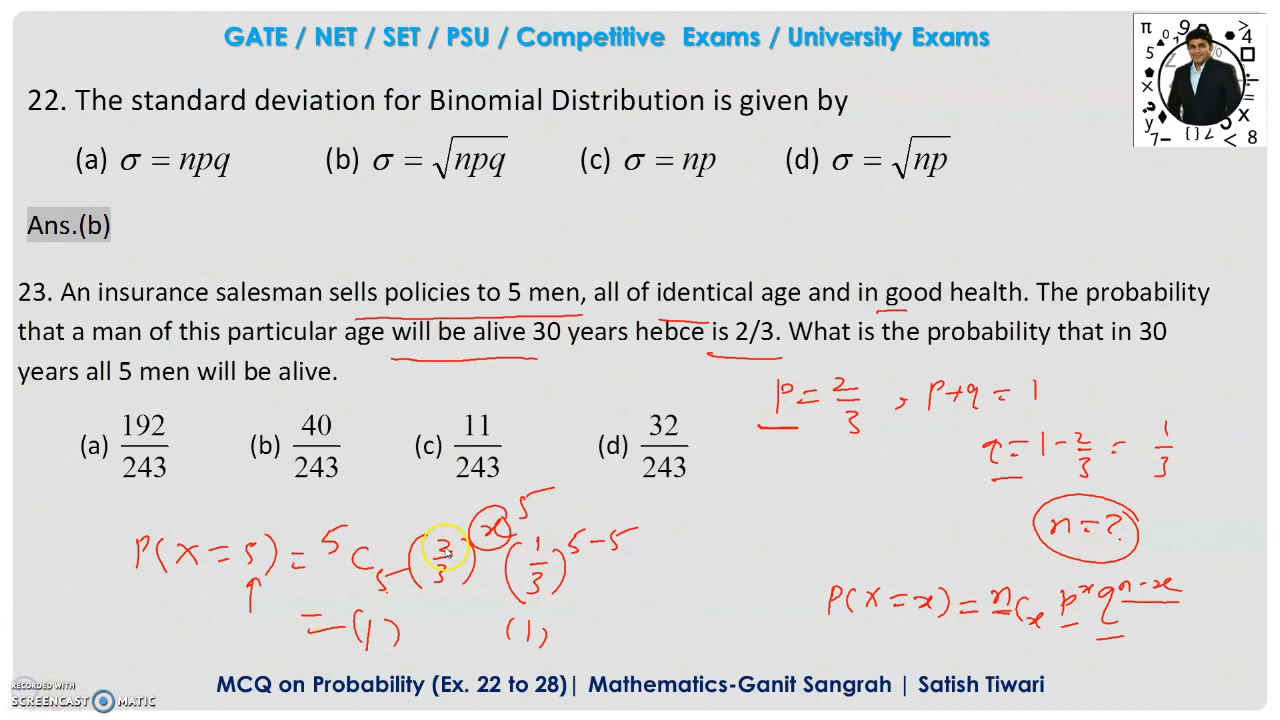 GATE / NET / SET / PSU / Competitive Exams / University Exams
22. The standard deviation for Binomial Distribution is given by
(a) σ = npq (b) σ = √npq (c) σ = np (d) σ = √np
Ans.(b)
23. An insurance salesman sells policies to 5 men, all of identical age and in good health. The probability
that a man of this particular age will be alive 30 years hebce is 2/3. What is the probability that in 30
years all 5 men will be alive.
(a) 192/243 (b) 40/243 (c) 11/243 (d) 32/243
p = 2/3 , p+q = 1
q = 1 - 2/3 = 1/3
n = ?
P(X = 5) = 5C5 (2/3)^x 5 (1/3)^5-5
P(X = x) = nCx p^x q^n-x
= (1) (1)
RECORDED WITH
SCREENCAST MATIC
MCQ on Probability (Ex. 22 to 28)| Mathematics-Ganit Sangrah | Satish Tiwari